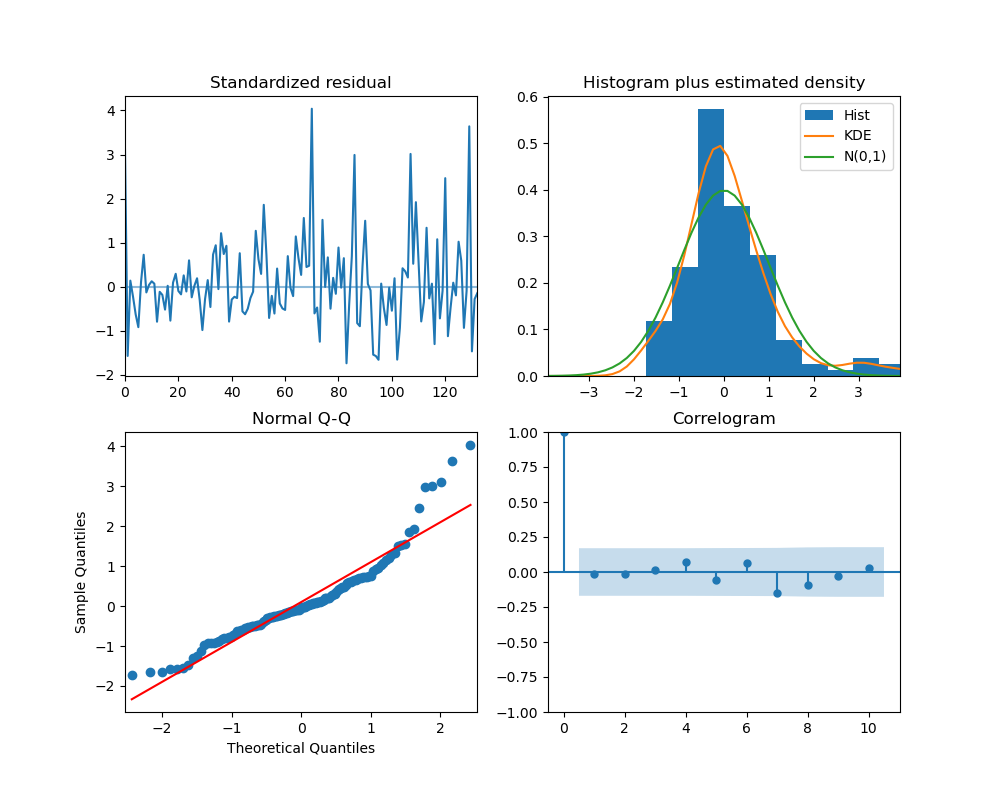 Standardized residual
4
3
2
1
0
−1
−2
0 20 40 60 80 100 120
Histogram plus estimated density
0.6
0.5
0.4
0.3
0.2
0.1
0.0
Hist
KDE
N(0,1)
−3 −2 −1 0 1 2 3
Normal Q-Q
Sample Quantiles
4
3
2
1
0
−1
−2
−2 −1 0 1 2
Theoretical Quantiles
Correlogram
1.00
0.75
0.50
0.25
0.00
−0.25
−0.50
−0.75
−1.00
0 2 4 6 8 10